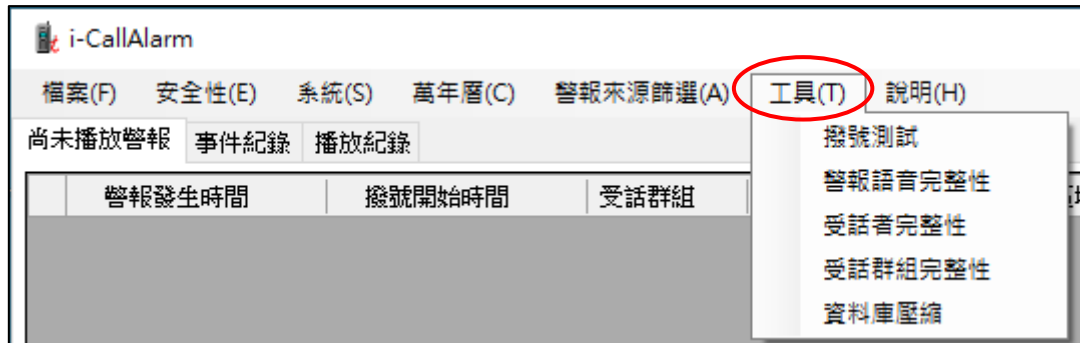 i-CallAlarm
檔案(F) 安全性(E) 系統(S) 萬年曆(C) 警報來源篩選(A) 工具(T) 說明(H)
尚未播放警報 事件紀錄 播放紀錄
撥號測試
警報發生時間 撥號開始時間 受話群組
警報語音完整性
受話者完整性
受話群組完整性
資料庫壓縮